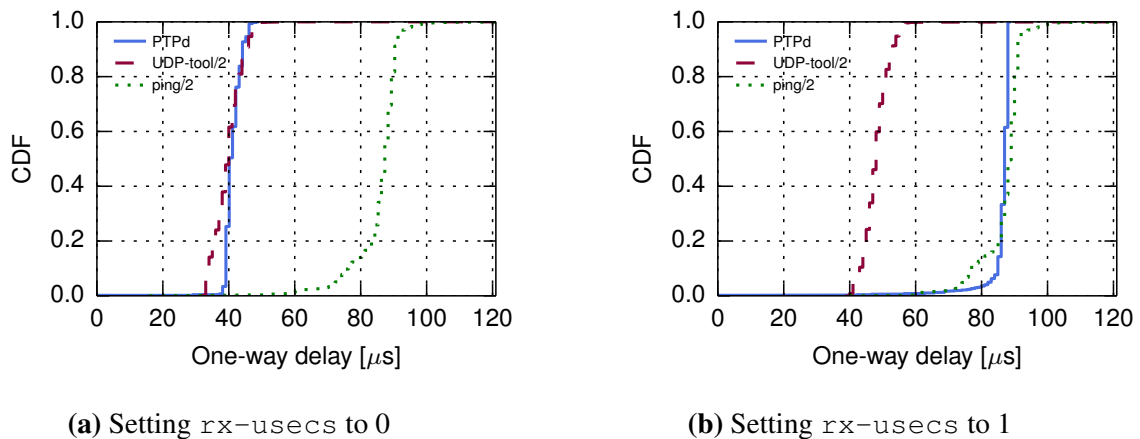 1.0
0.8
0.6
0.4
0.2
0.0
CDF
PTPd
UDP-tool/2
ping/2
0 20 40 60 80 100 120
One-way delay [μs]
(a) Setting rx-usecs to 0
1.0
0.8
0.6
0.4
0.2
0.0
CDF
PTPd
UDP-tool/2
ping/2
0 20 40 60 80 100 120
One-way delay [μs]
(b) Setting rx-usecs to 1